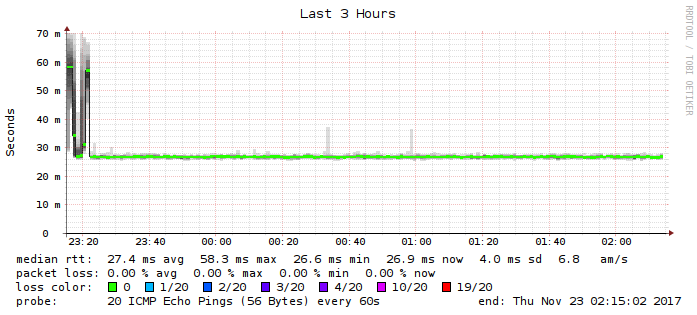 Last 3 Hours
RRDTOOL / TOBI OETIKER
Seconds
70 m
60 m
50 m
40 m
30 m
20 m
10 m
0
23:20 23:40 00:00 00:20 00:40 01:00 01:20 01:40 02:00
median rtt: 27.4 ms avg 58.3 ms max 26.6 ms min 26.9 ms now 4.0 ms sd 6.8 am/s
packet loss: 0.00 % avg 0.00 % max 0.00 % min 0.00 % now
loss color: 0 1/20 2/20 3/20 4/20 10/20 19/20
probe: 20 ICMP Echo Pings (56 Bytes) every 60s end: Thu Nov 23 02:15:02 2017